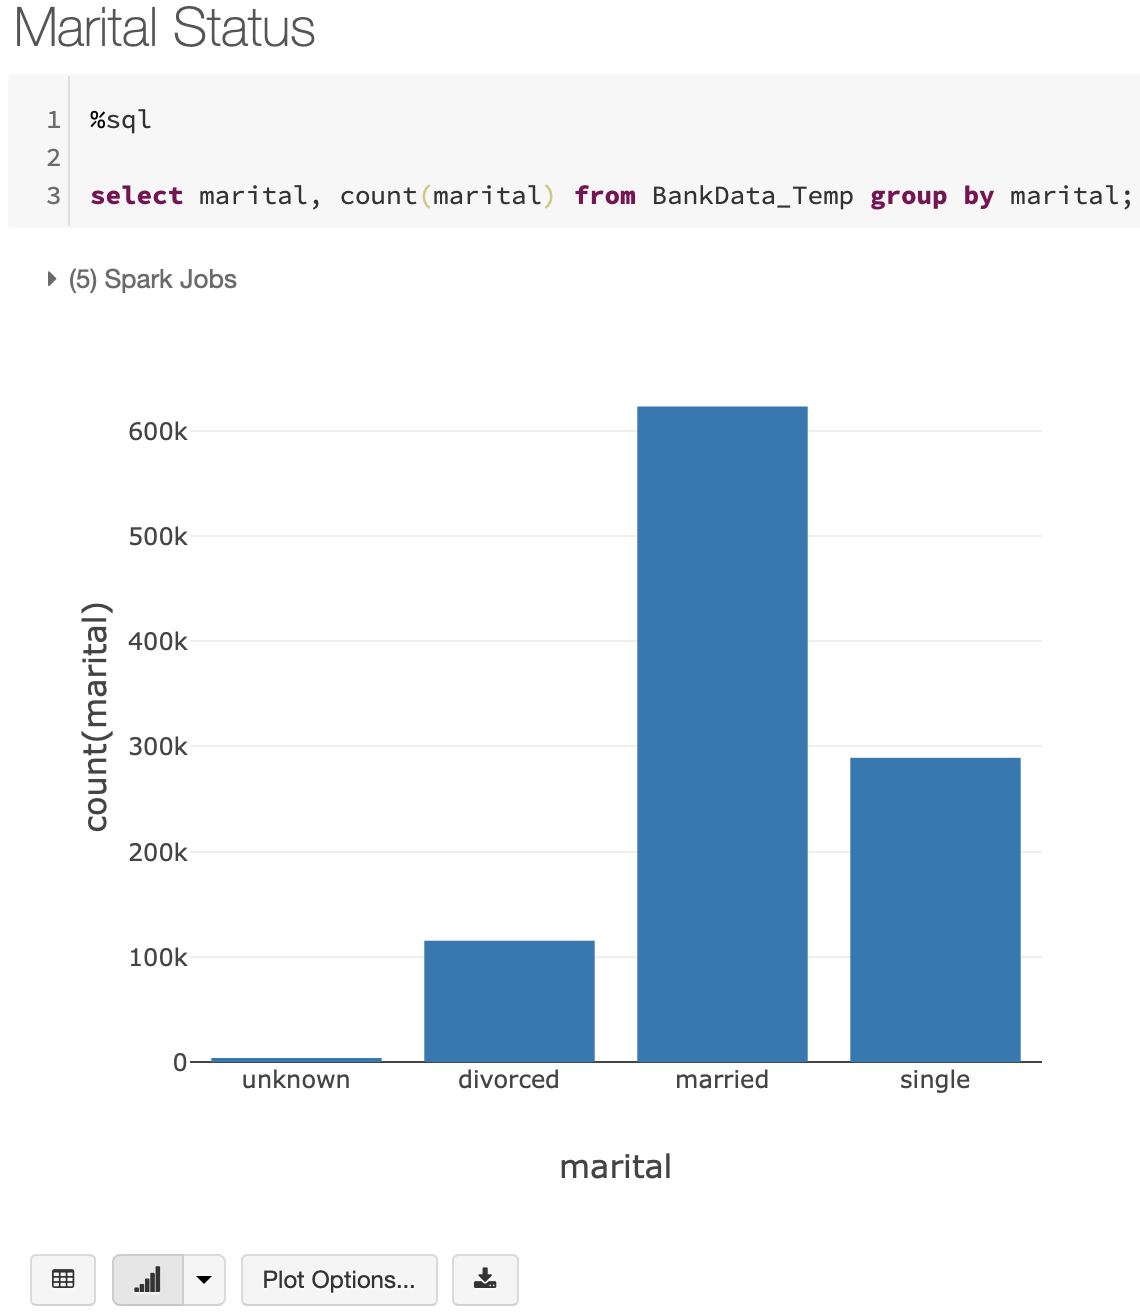 Marital Status
1 %sql
2
3 select marital, count(marital) from BankData_Temp group by marital;
(5) Spark Jobs
600k
500k
400k
300k
200k
100k
0
count(marital)
unknown divorced married single
marital
Plot Options...